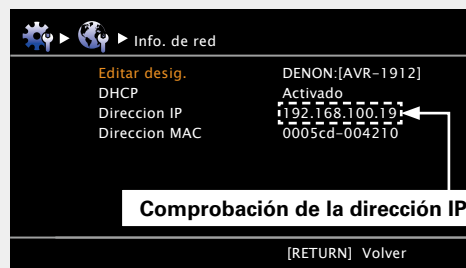 Info. de red
Editar desig. DENON:[AVR-1912]
DHCP Activado
Direccion IP 192.168.100.19
Direccion MAC 0005cd-004210
Comprobación de la dirección IP
[RETURN] Volver